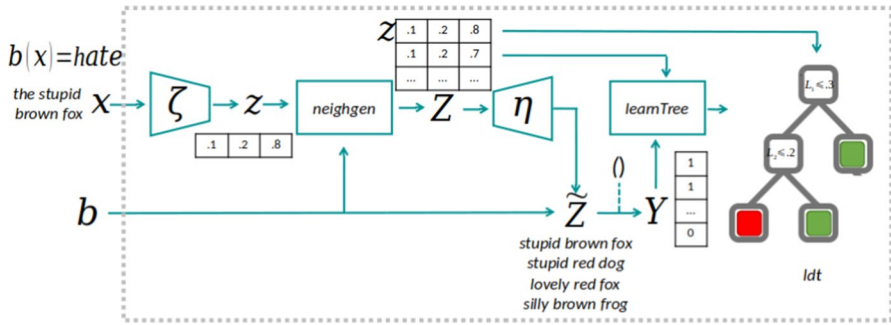 b(x)=hate
the stupid
brown fox
x
ζ
z
.1 .2 .8
neighgen
z
.1 .2 .8
.1 .2 .7
... ... ...
Z
η
learnTree
L₁≤.3
L₂≤.2
b
Z̃
()
Y
1
1
...
0
stupid brown fox
stupid red dog
lovely red fox
silly brown frog
ldt